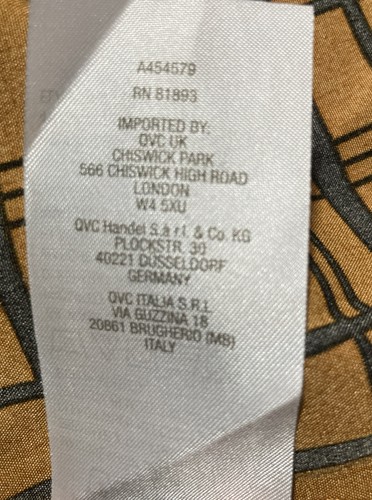 A454579
RN 81893
IMPORTED BY:
QVC UK
CHISWICK PARK
566 CHISWICK HIGH ROAD
LONDON
W4 5XU
QVC Handel S.à r.l. & Co. KG
PLOCKSTR. 30
40221 DÜSSELDORF
GERMANY
QVC ITALIA S.R.L.
VIA GUZZINA 18
20861 BRUGHERIO (MB)
ITALY